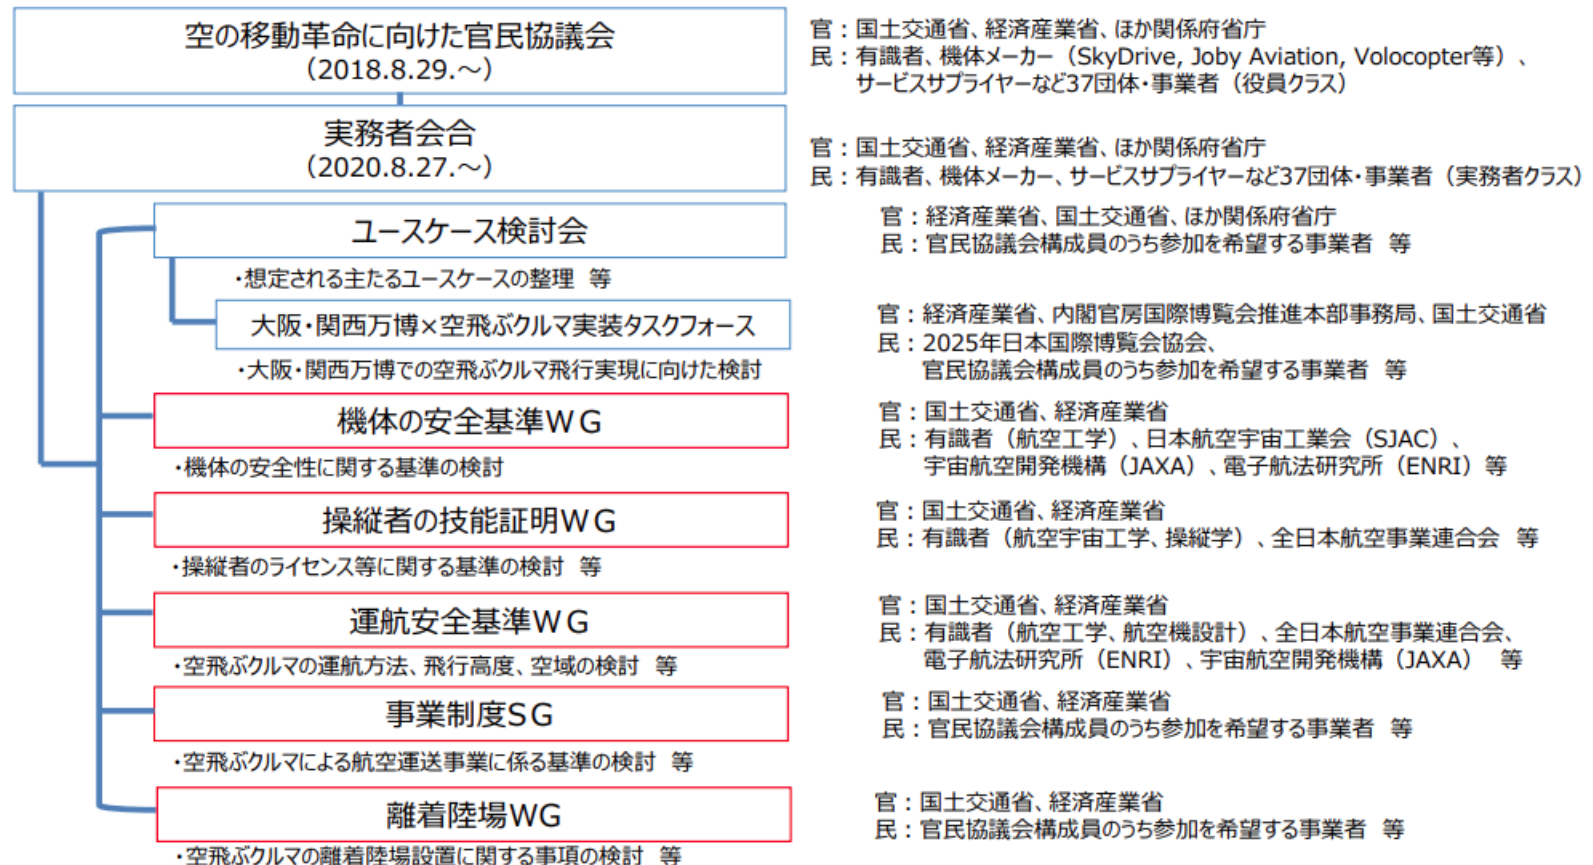 空の移動革命に向けた官民協議会
（2018.8.29.～）
官：国土交通省、経済産業省、ほか関係府省庁
民：有識者、機体メーカー（SkyDrive, Joby Aviation, Volocopter等）、
サービスサプライヤーなど37団体・事業者（役員クラス）
実務者会合
（2020.8.27.～）
官：国土交通省、経済産業省、ほか関係府省庁
民：有識者、機体メーカー、サービスサプライヤーなど37団体・事業者（実務者クラス）
ユースケース検討会
・想定される主たるユースケースの整理　等
官：経済産業省、国土交通省、ほか関係府省庁
民：官民協議会構成員のうち参加を希望する事業者　等
大阪・関西万博×空飛ぶクルマ実装タスクフォース
・大阪・関西万博での空飛ぶクルマ飛行実現に向けた検討
官：経済産業省、内閣官房国際博覧会推進本部事務局、国土交通省
民：2025年日本国際博覧会協会、
官民協議会構成員のうち参加を希望する事業者　等
機体の安全基準ＷＧ
・機体の安全性に関する基準の検討
官：国土交通省、経済産業省
民：有識者（航空工学）、日本航空宇宙工業会（SJAC）、
宇宙航空開発機構（JAXA）、電子航法研究所（ENRI）等
操縦者の技能証明ＷＧ
・操縦者のライセンス等に関する基準の検討　等
官：国土交通省、経済産業省
民：有識者（航空宇宙工学、操縦学）、全日本航空事業連合会　等
運航安全基準ＷＧ
・空飛ぶクルマの運航方法、飛行高度、空域の検討　等
官：国土交通省、経済産業省
民：有識者（航空工学、航空機設計）、全日本航空事業連合会、
電子航法研究所（ENRI）、宇宙航空開発機構（JAXA）　等
事業制度ＳＧ
・空飛ぶクルマによる航空運送事業に係る基準の検討　等
官：国土交通省、経済産業省
民：官民協議会構成員のうち参加を希望する事業者　等
離着陸場WG
・空飛ぶクルマの離着陸場設置に関する事項の検討　等
官：国土交通省、経済産業省
民：官民協議会構成員のうち参加を希望する事業者　等